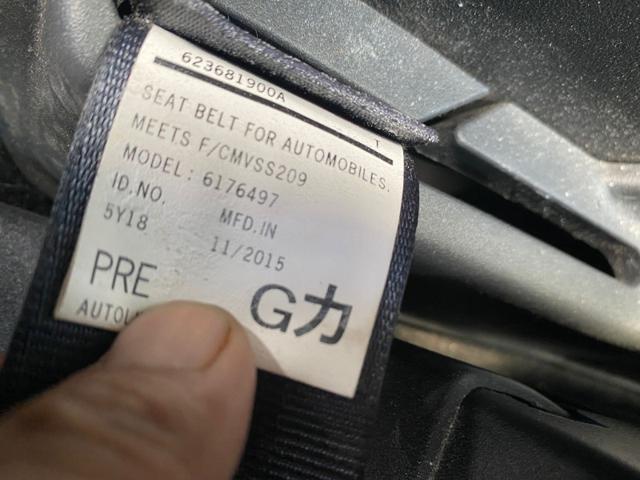 623681900A
T
SEAT BELT FOR AUTOMOBILES.
MEETS F/CMVSS209
MODEL: 6176497
ID.NO. MFD.IN
5Y18 11/2015
PRE G力